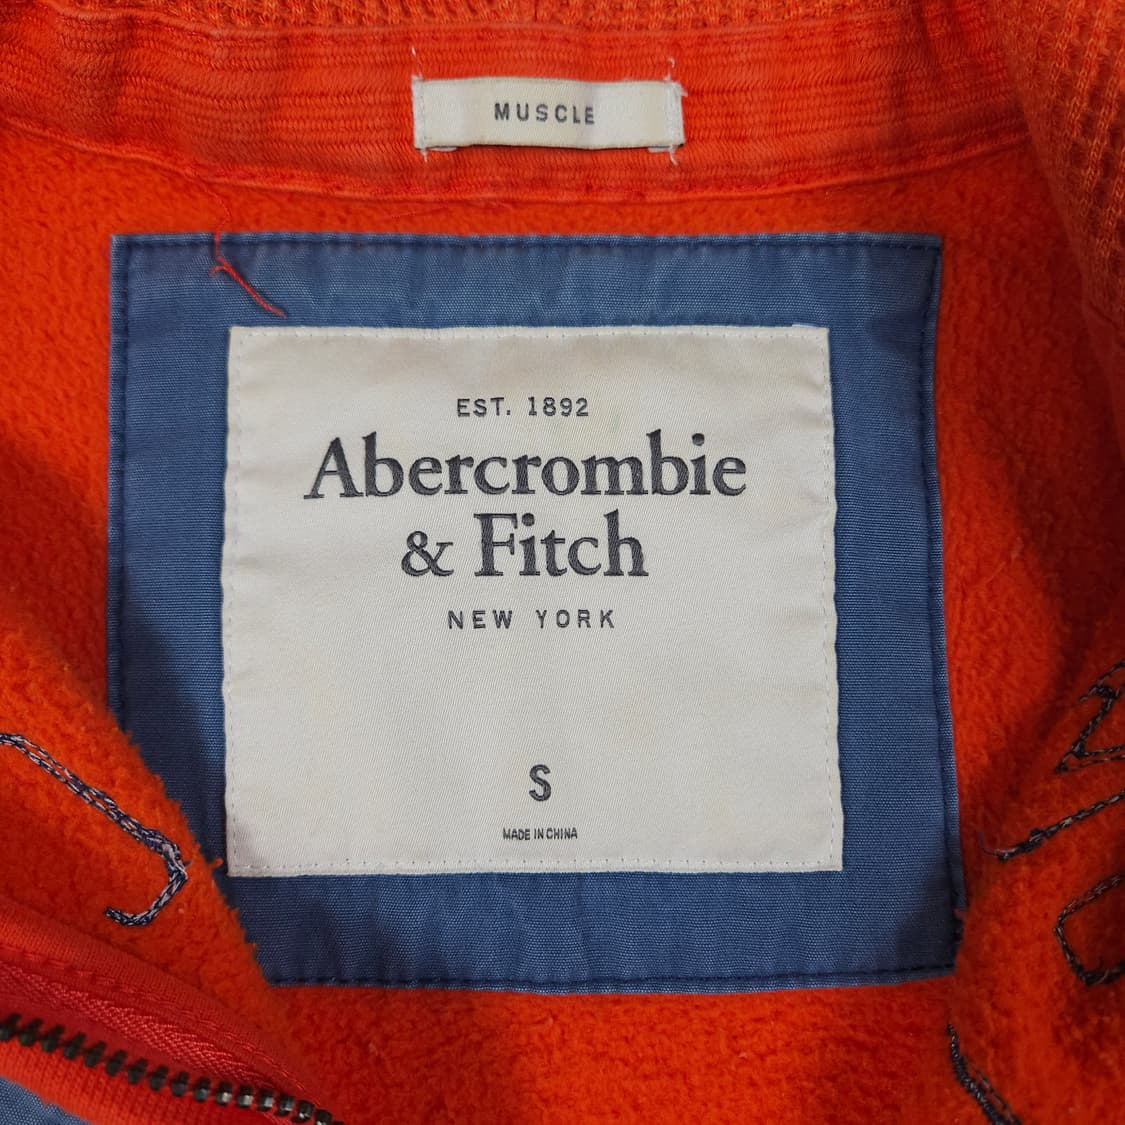 MUSCLE
EST. 1892
Abercrombie
& Fitch
NEW YORK
S
MADE IN CHINA